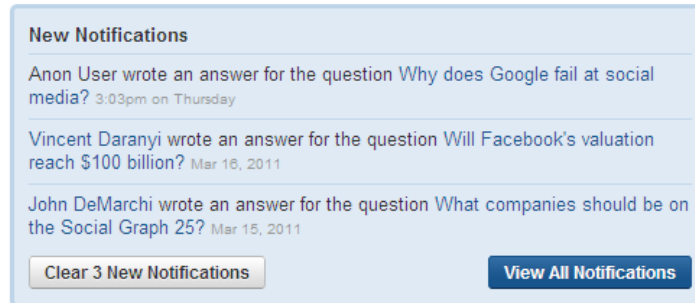 New Notifications
Anon User wrote an answer for the question Why does Google fail at social
media? 3:03pm on Thursday
Vincent Daranyi wrote an answer for the question Will Facebook's valuation
reach $100 billion? Mar 16, 2011
John DeMarchi wrote an answer for the question What companies should be on
the Social Graph 25? Mar 15, 2011
Clear 3 New Notifications
View All Notifications